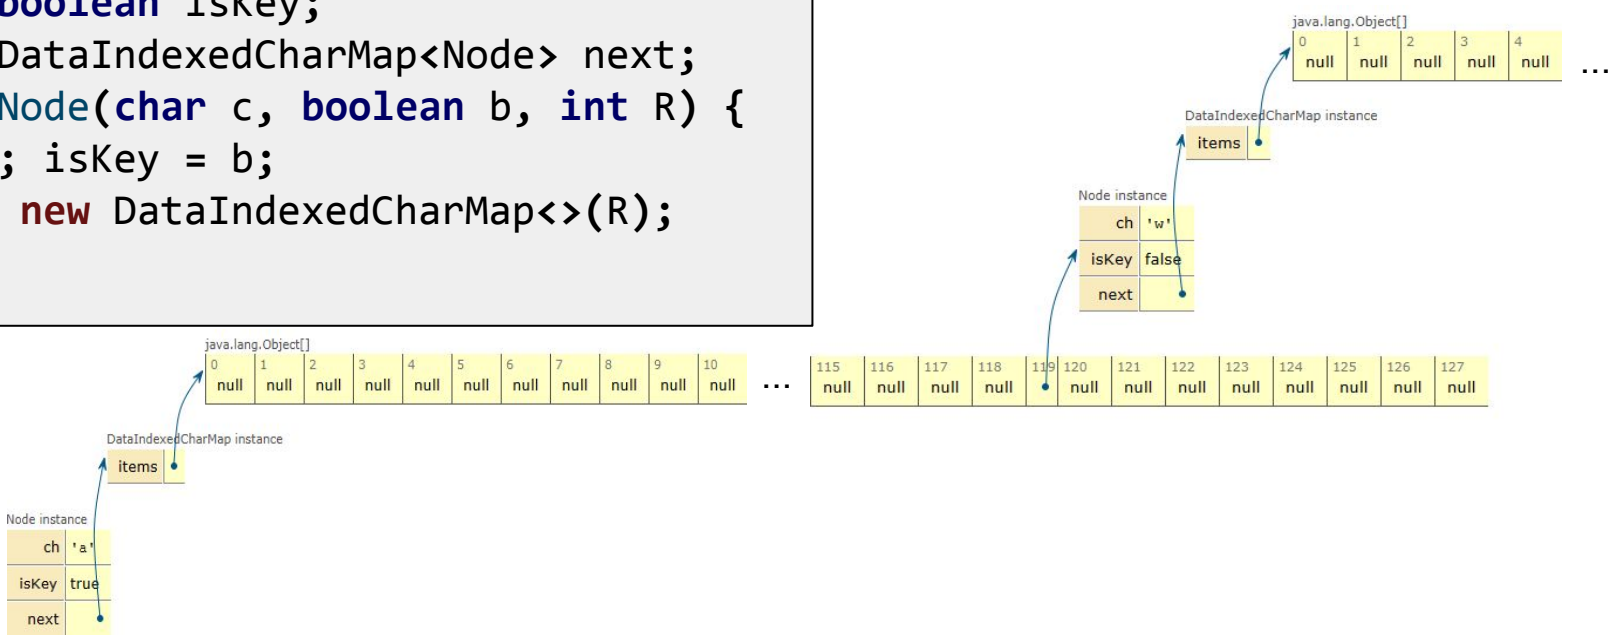 boolean isKey;
DataIndexedCharMap<Node> next;
Node(char c, boolean b, int R) {
; isKey = b;
new DataIndexedCharMap<>(R);
java.lang.Object[]
0 1 2 3 4
null null null null null ...
DataIndexedCharMap instance
items
Node instance
ch 'w'
isKey false
next
java.lang.Object[]
0 1 2 3 4 5 6 7 8 9 10
null null null null null null null null null null null ...
115 116 117 118 119 120 121 122 123 124 125 126 127
null null null null null null null null null null null null
DataIndexedCharMap instance
items
Node instance
ch 'a'
isKey true
next